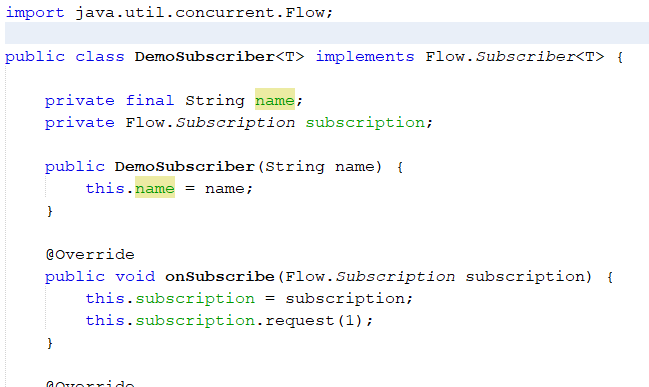 import java.util.concurrent.Flow;
public class DemoSubscriber<T> implements Flow.Subscriber<T> {
private final String name;
private Flow.Subscription subscription;
public DemoSubscriber(String name) {
this.name = name;
}
@Override
public void onSubscribe(Flow.Subscription subscription) {
this.subscription = subscription;
this.subscription.request(1);
}
@Override